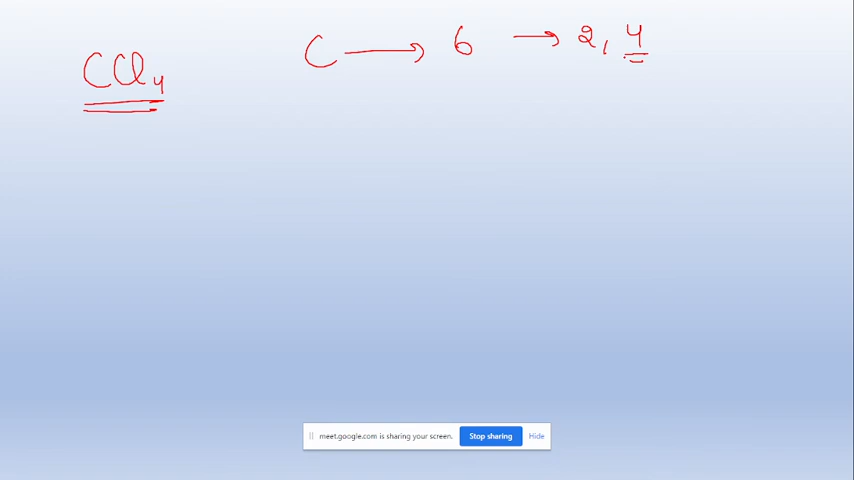 C → 6 → 2, 4
CCl4
meet.google.com is sharing your screen. Stop sharing Hide